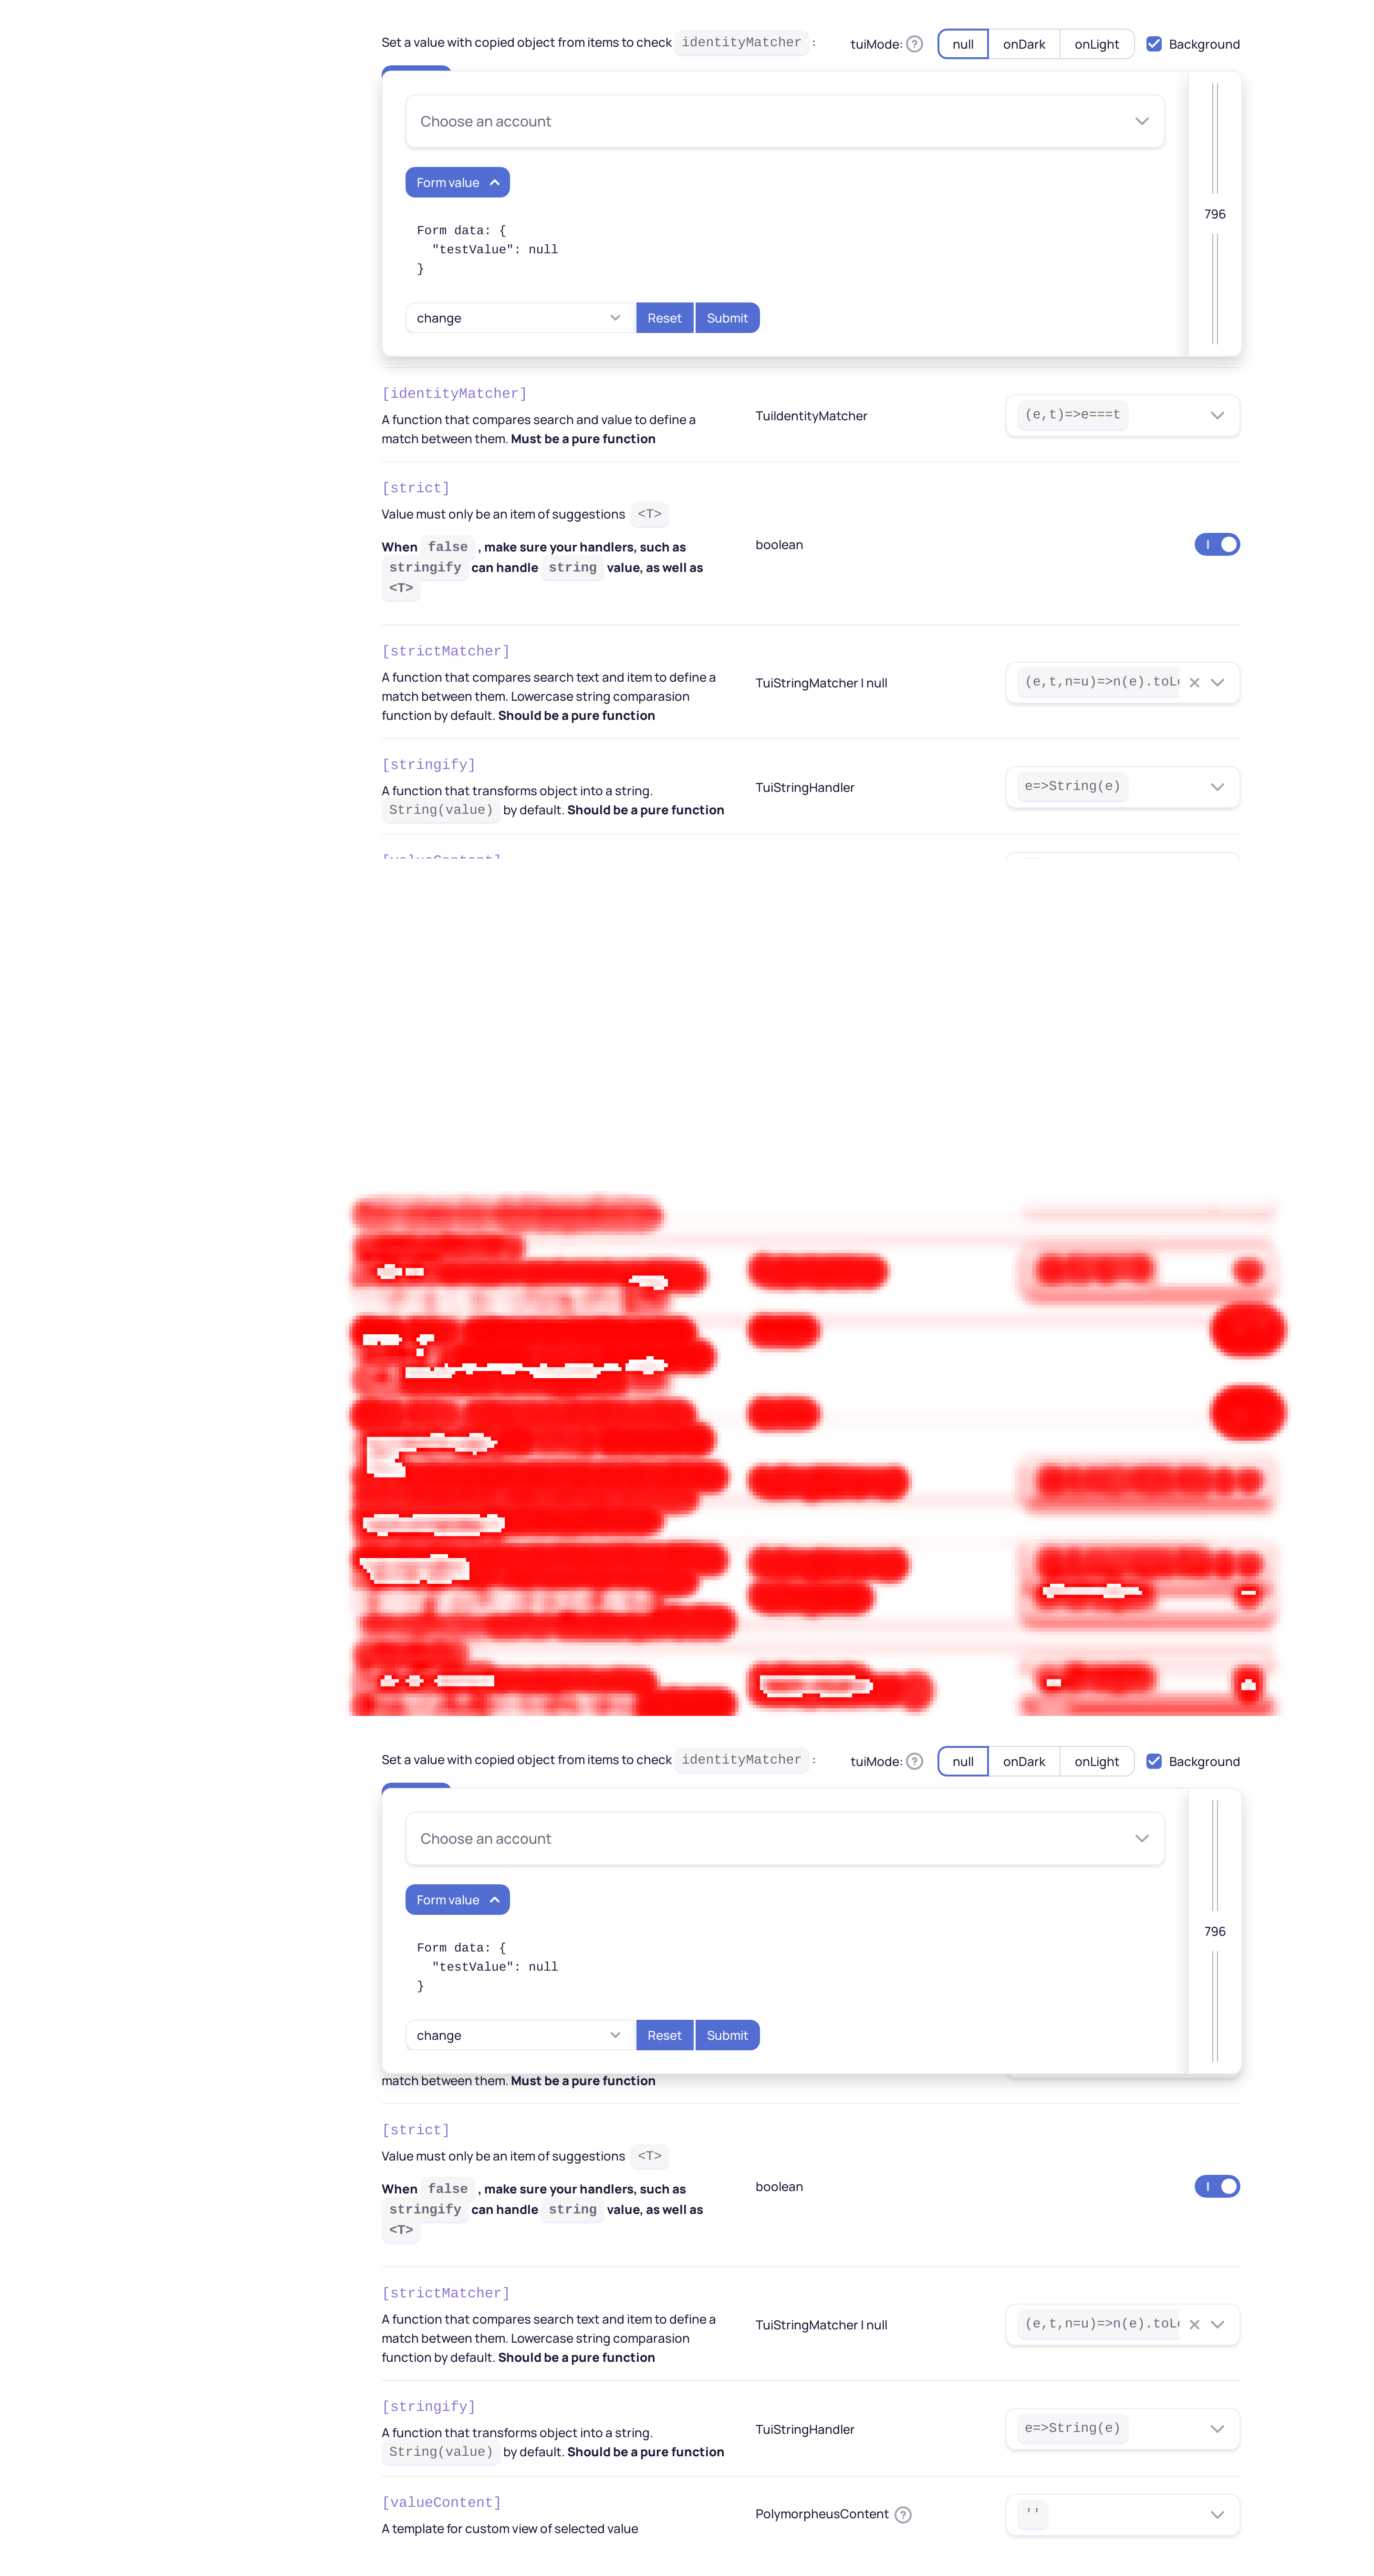 Set a value with copied object from items to check identityMatcher : tuiMode: ? null onDark onLight Background
Choose an account
796
Form value
Form data: {
"testValue": null
}
change Reset Submit
[identityMatcher]
A function that compares search and value to define a
match between them. Must be a pure function
TuiIdentityMatcher
(e,t)=>e===t
[strict]
Value must only be an item of suggestions <T>
When false , make sure your handlers, such as
stringify can handle string value, as well as
<T>
boolean
[strictMatcher]
A function that compares search text and item to define a
match between them. Lowercase string comparasion
function by default. Should be a pure function
TuiStringMatcher | null
(e,t,n=u)=>n(e).toL
[stringify]
A function that transforms object into a string.
String(value) by default. Should be a pure function
TuiStringHandler
e=>String(e)
[valueContent]
Set a value with copied object from items to check identityMatcher : tuiMode: ? null onDark onLight Background
Choose an account
796
Form value
Form data: {
"testValue": null
}
change Reset Submit
match between them. Must be a pure function
[strict]
Value must only be an item of suggestions <T>
When false , make sure your handlers, such as
stringify can handle string value, as well as
<T>
boolean
[strictMatcher]
A function that compares search text and item to define a
match between them. Lowercase string comparasion
function by default. Should be a pure function
TuiStringMatcher | null
(e,t,n=u)=>n(e).toL
[stringify]
A function that transforms object into a string.
String(value) by default. Should be a pure function
TuiStringHandler
e=>String(e)
[valueContent]
A template for custom view of selected value
PolymorpheusContent ?
''